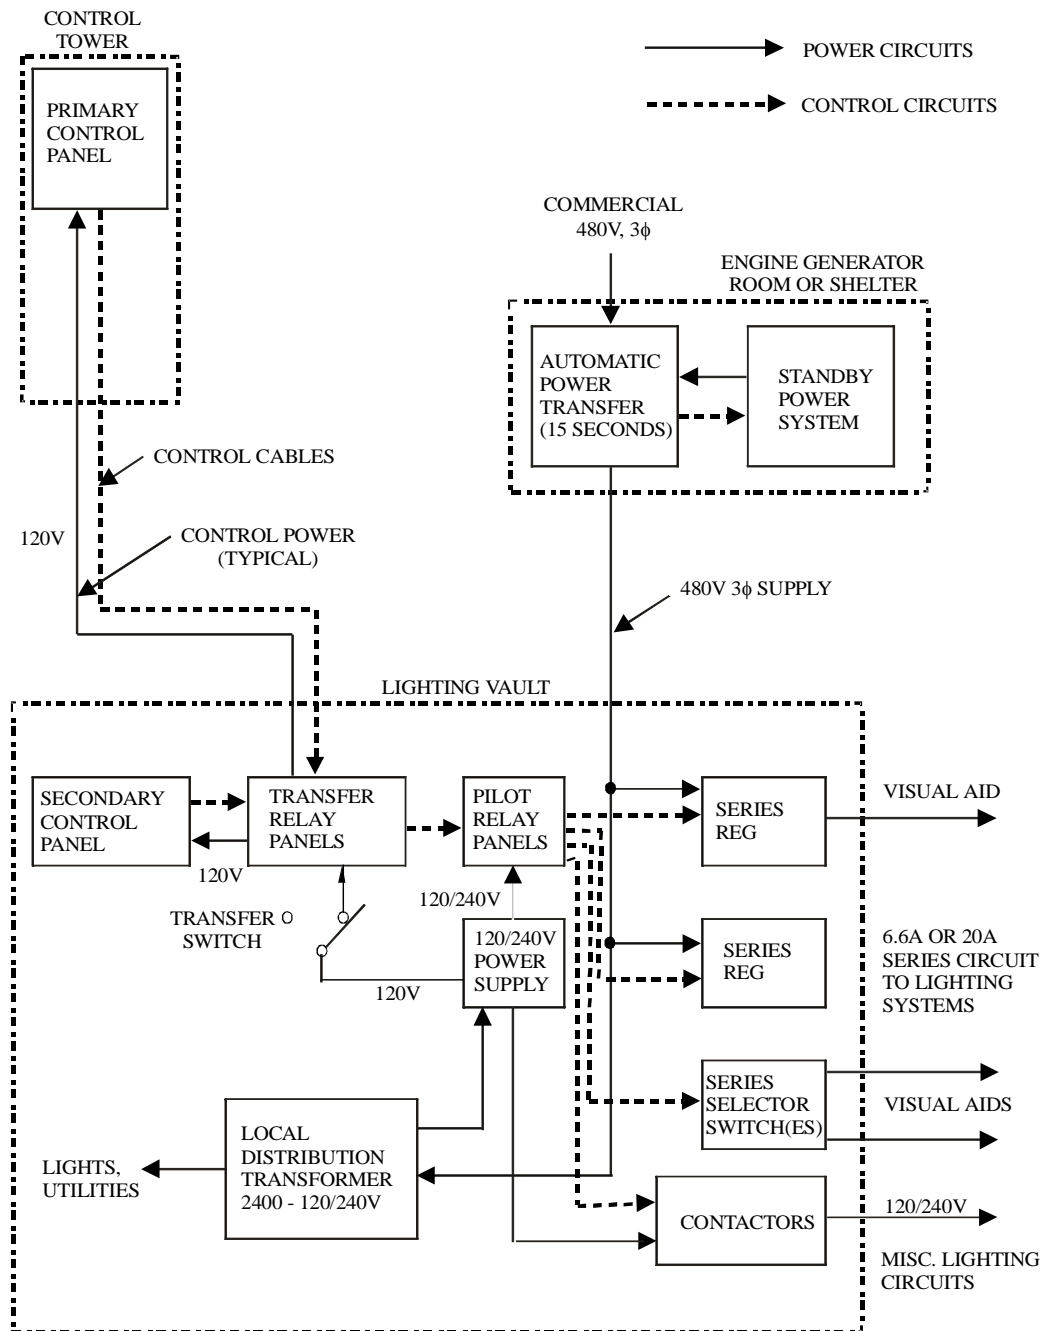 CONTROL
TOWER
PRIMARY
CONTROL
PANEL
POWER CIRCUITS
CONTROL CIRCUITS
COMMERCIAL
480V, 3ϕ
ENGINE GENERATOR
ROOM OR SHELTER
AUTOMATIC
POWER
TRANSFER
(15 SECONDS)
STANDBY
POWER
SYSTEM
CONTROL CABLES
120V
CONTROL POWER
(TYPICAL)
480V 3ϕ SUPPLY
LIGHTING VAULT
SECONDARY
CONTROL
PANEL
TRANSFER
RELAY
PANELS
PILOT
RELAY
PANELS
SERIES
REG
VISUAL AID
120V
120/240V
TRANSFER
SWITCH
120/240V
POWER
SUPPLY
120V
SERIES
REG
6.6A OR 20A
SERIES CIRCUIT
TO LIGHTING
SYSTEMS
SERIES
SELECTOR
SWITCH(ES)
VISUAL AIDS
LIGHTS,
UTILITIES
LOCAL
DISTRIBUTION
TRANSFORMER
2400 - 120/240V
CONTACTORS
120/240V
MISC. LIGHTING
CIRCUITS